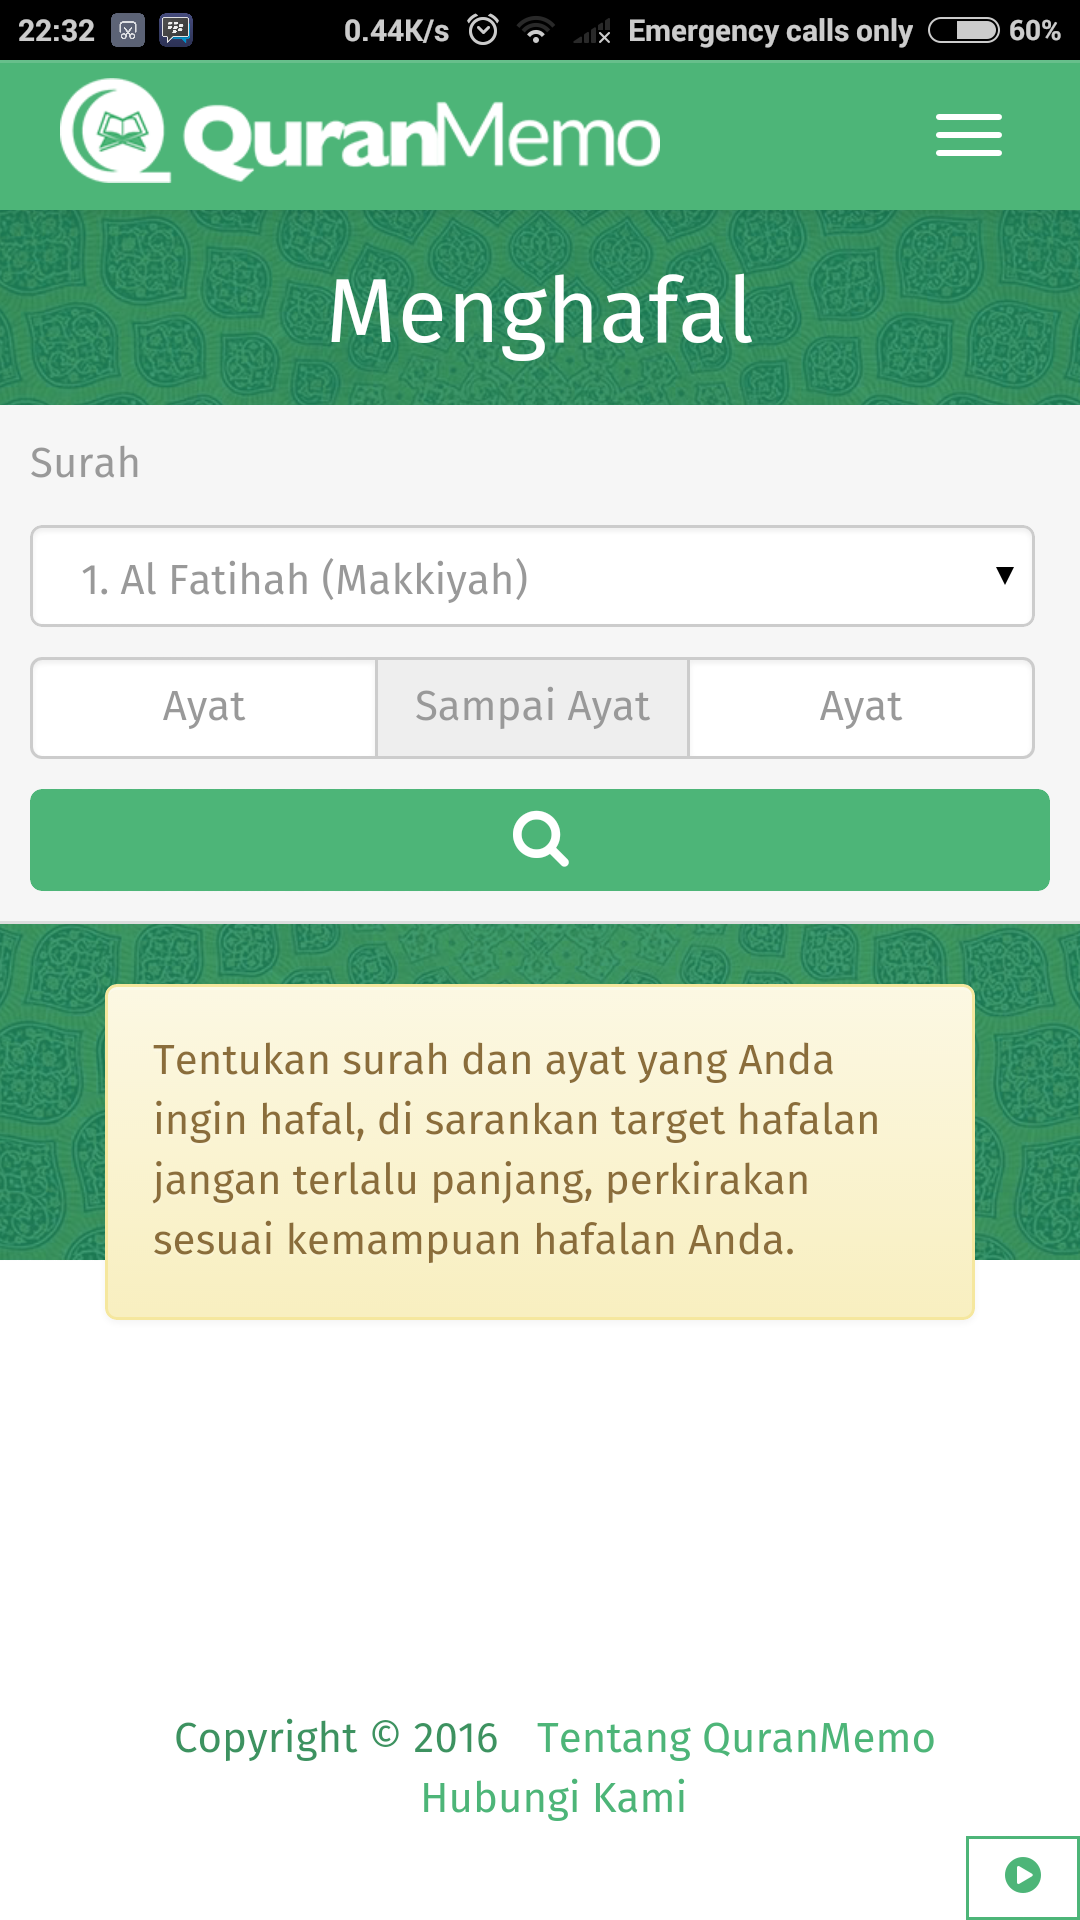 22:32 0.44K/s Emergency calls only 60%
QuranMemo
Menghafal
Surah
1. Al Fatihah (Makkiyah)
Ayat Sampai Ayat Ayat
Tentukan surah dan ayat yang Anda
ingin hafal, di sarankan target hafalan
jangan terlalu panjang, perkirakan
sesuai kemampuan hafalan Anda.
Copyright © 2016 Tentang QuranMemo
Hubungi Kami